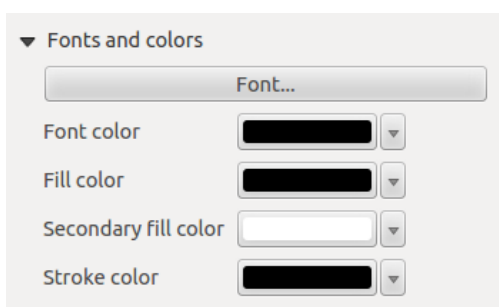 Fonts and colors
Font...
Font color
Fill color
Secondary fill color
Stroke color